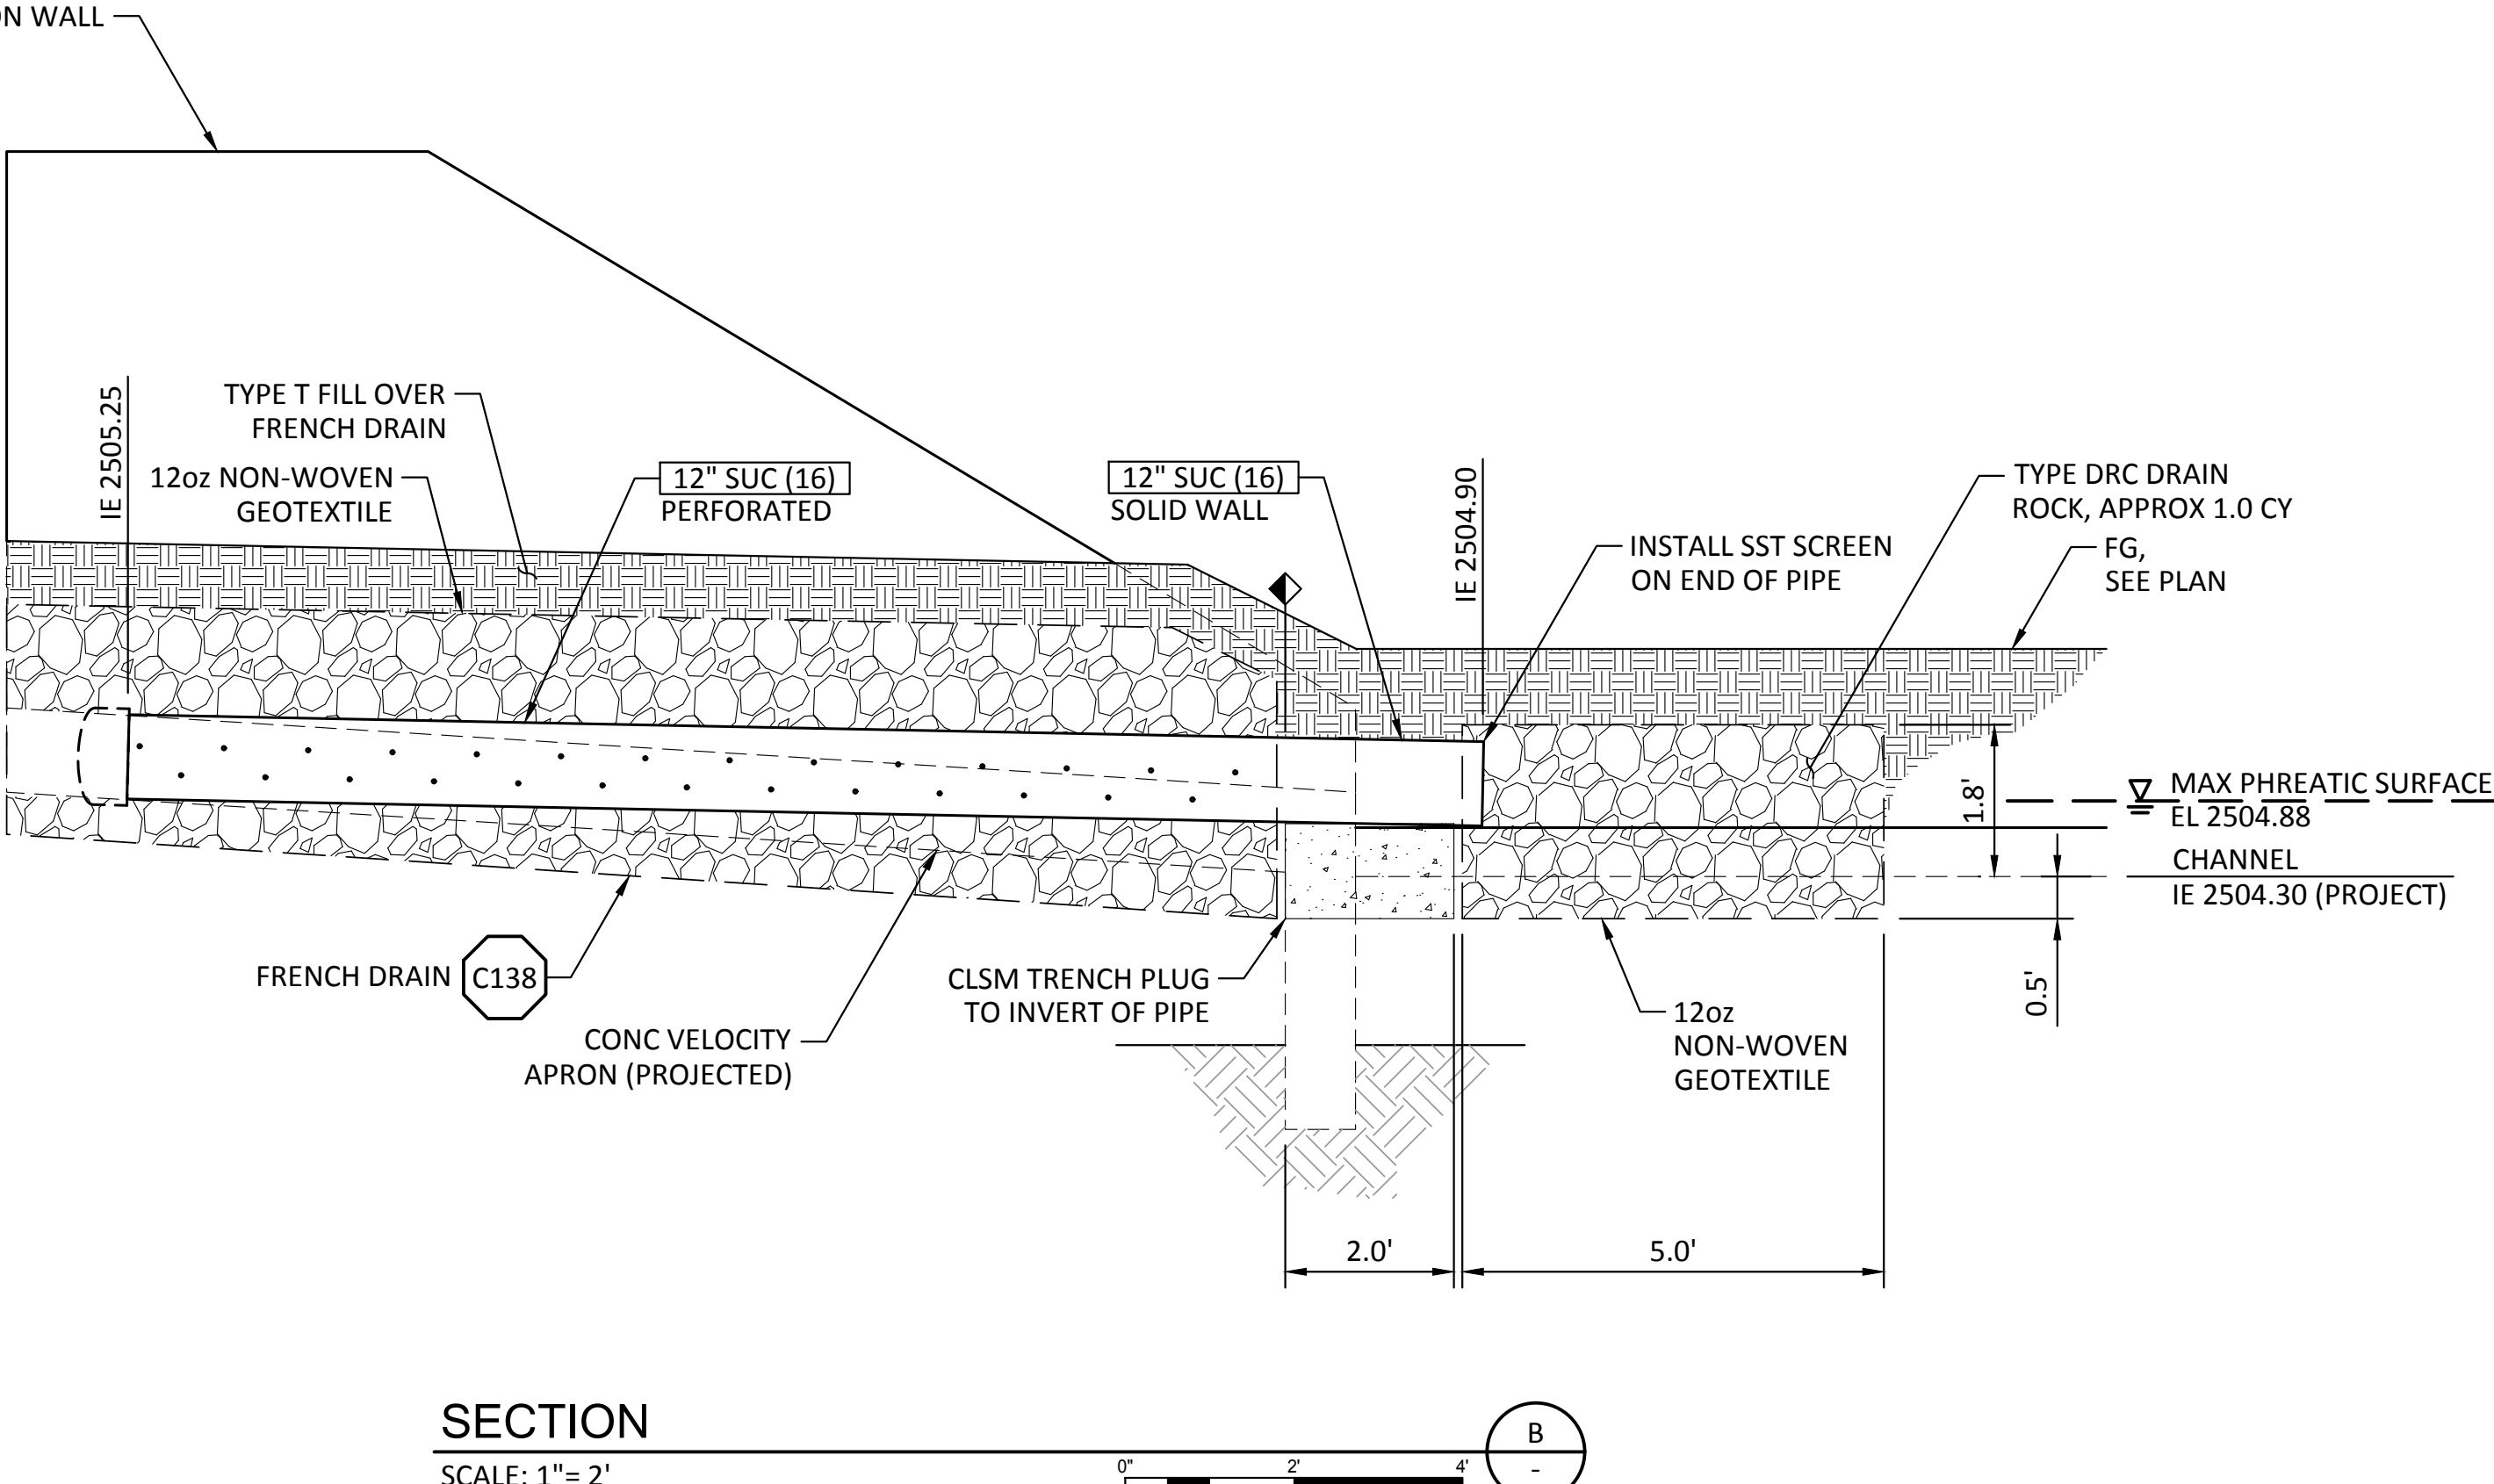 WALL
IE 2505.25
TYPE T FILL OVER
FRENCH DRAIN
12oz NON-WOVEN
GEOTEXTILE
12" SUC (16)
PERFORATED
12" SUC (16)
SOLID WALL
IE 2504.90
INSTALL SST SCREEN
ON END OF PIPE
TYPE DRC DRAIN
ROCK, APPROX 1.0 CY
FG,
SEE PLAN
1.8'
MAX PHREATIC SURFACE
EL 2504.88
CHANNEL
IE 2504.30 (PROJECT)
0.5'
FRENCH DRAIN
C138
CONC VELOCITY
APRON (PROJECTED)
CLSM TRENCH PLUG
TO INVERT OF PIPE
12oz
NON-WOVEN
GEOTEXTILE
2.0'
5.0'
SECTION
SCALE: 1"= 2'
0"
2'
4'
B
-